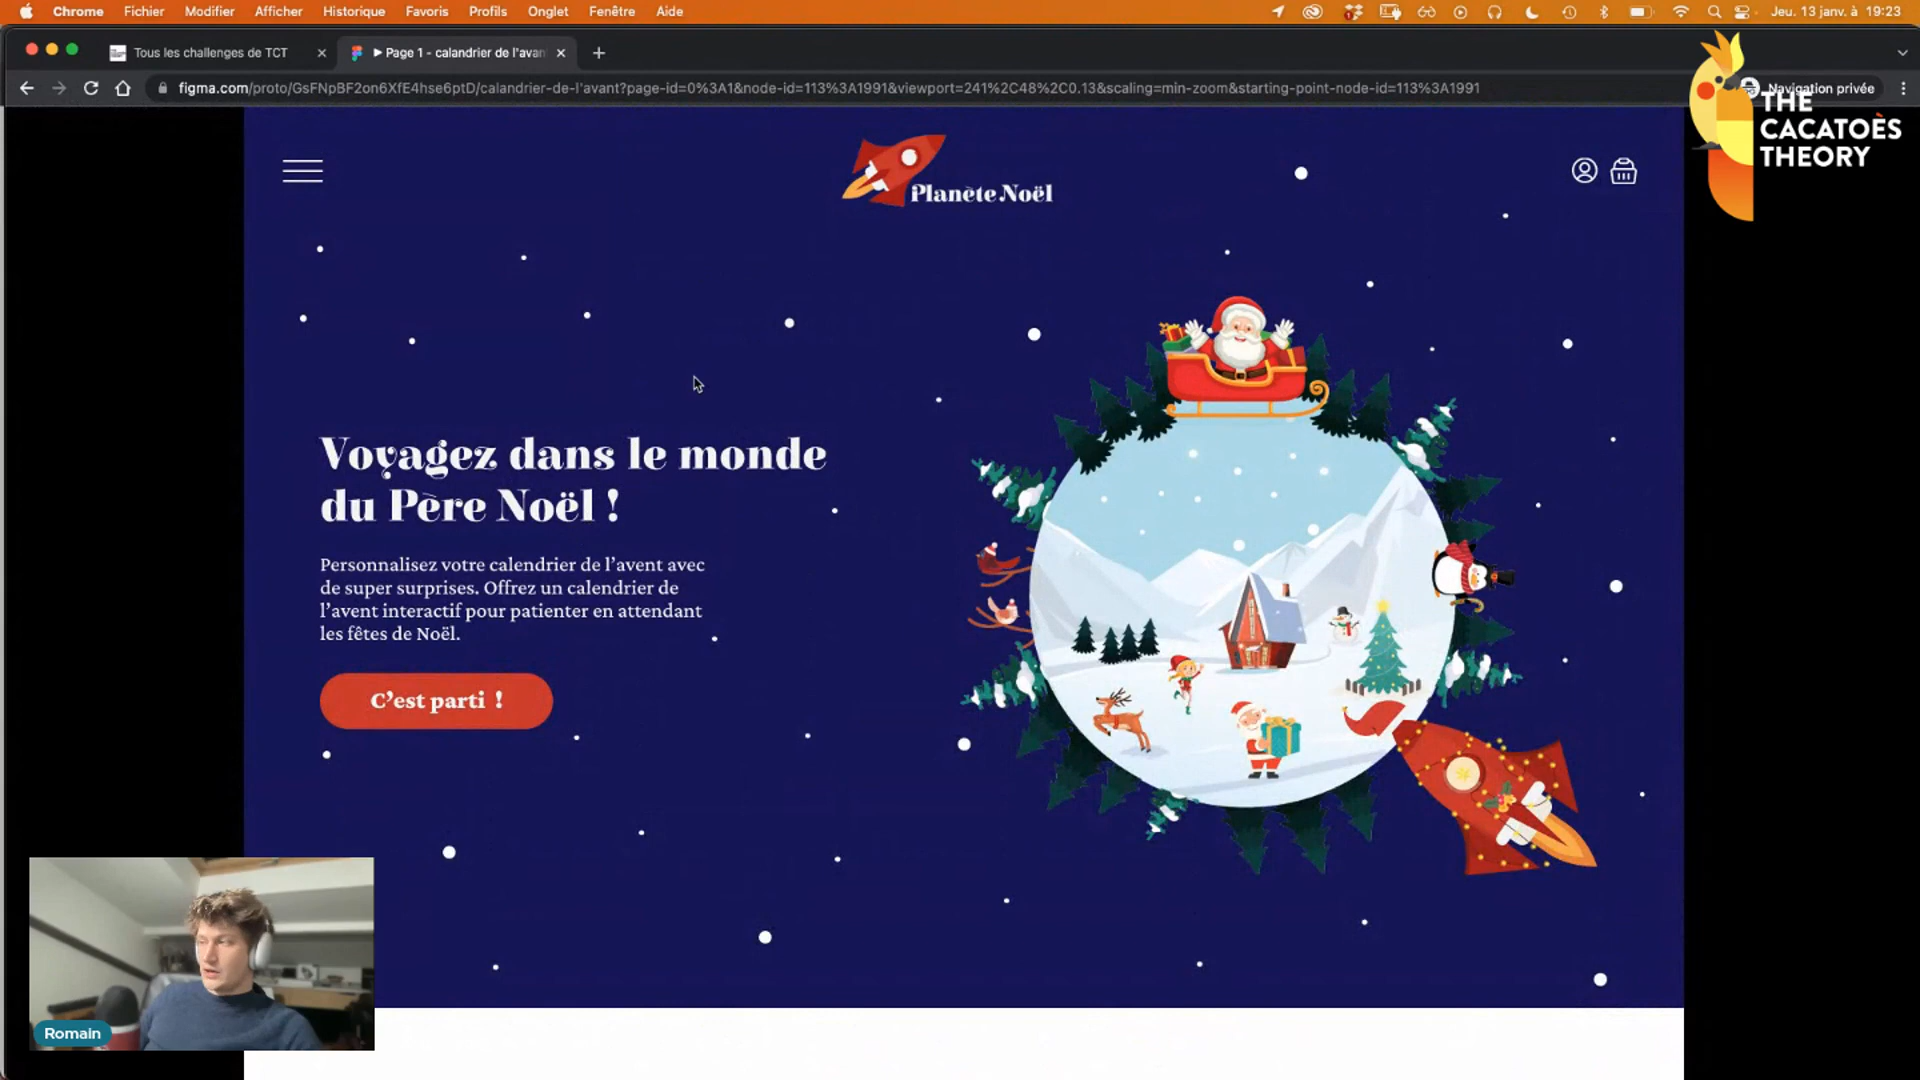 Chrome Fichier Modifier Afficher Historique Favoris Profils Onglet Fenêtre Aide Jeu. 13 janv. à 19:23
Tous les challenges de TCT
Page 1 - calandrier de l'avan
figma.com/proto/GsFNpBF2on6XfE4hse6ptD/calandrier-de-l'avant?page-id=0%3A1&node-id=113%3A1991&viewport=241%2C48%2C0.13&scaling=min-zoom&starting-point-node-id=113%3A1991
Navigation privée
THE
CACATOÈS
THEORY
Planète Noël
Voyagez dans le monde
du Père Noël !
Personnalisez votre calendrier de l’avent avec
de super surprises. Offrez un calendrier de
l’avent interactif pour patienter en attendant
les fêtes de Noël.
C’est parti !
Romain